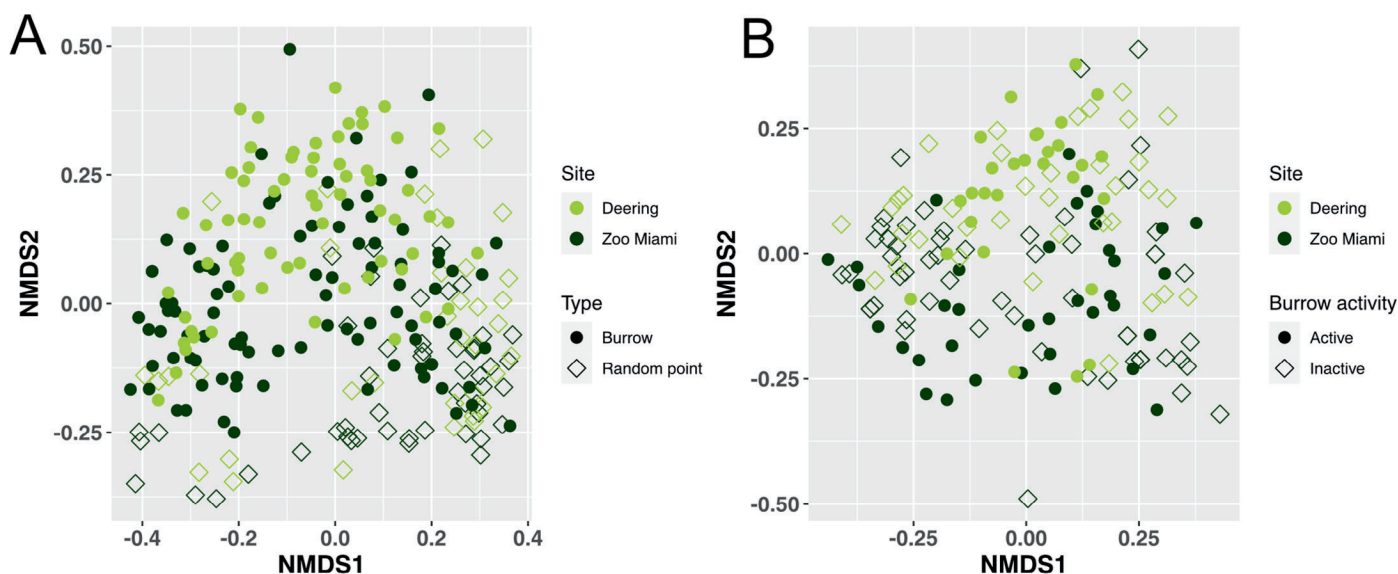 A
0.50
0.25
0.00
-0.25
NMDS2
-0.4
-0.2
0.0
0.2
0.4
NMDS1
Site
Deering
Zoo Miami
Type
Burrow
Random point
B
0.25
0.00
-0.25
-0.50
NMDS2
-0.25
0.00
0.25
NMDS1
Site
Deering
Zoo Miami
Burrow activity
Active
Inactive